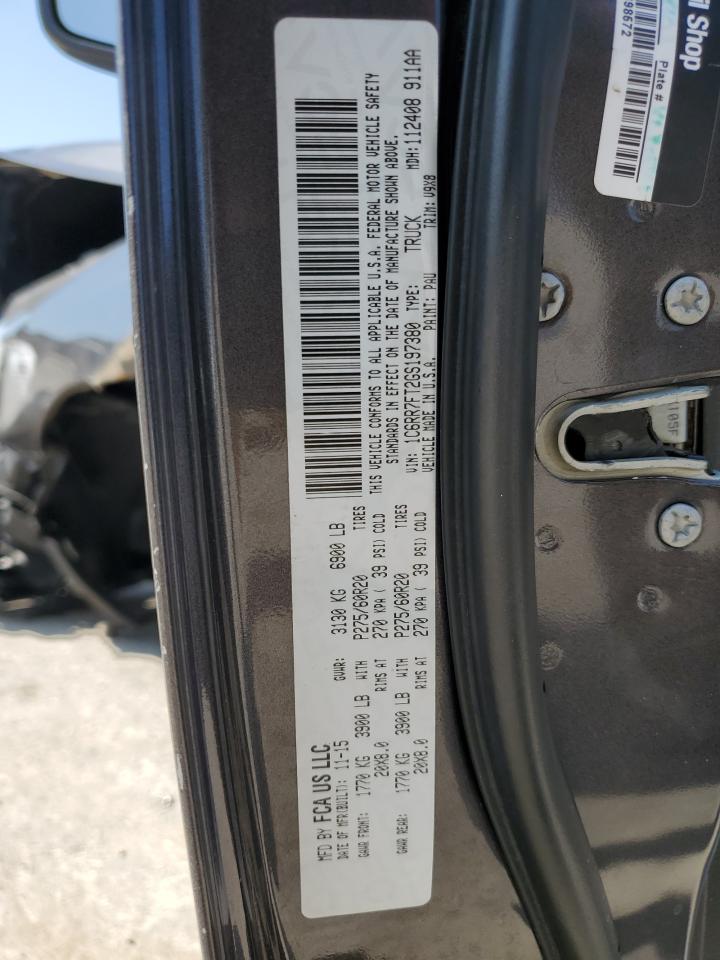 MFD BY FCA US LLC
DATE OF MFR(BUILT): 11-15 GVWR: 3130 KG 6900 LB
GAWR FRONT: 1770 KG 3900 LB WITH P275/60R20 TIRES
20X8.0 RIMS AT 270 KPA ( 39 PSI) COLD
GAWR REAR: 1770 KG 3900 LB WITH P275/60R20 TIRES
20X8.0 RIMS AT 270 KPA ( 39 PSI) COLD
THIS VEHICLE CONFORMS TO ALL APPLICABLE U.S.A. FEDERAL MOTOR VEHICLE SAFETY
STANDARDS IN EFFECT ON THE DATE OF MANUFACTURE SHOWN ABOVE.
VIN: 1C6RR7FT2GS197380 TYPE: TRUCK MDH:112408 911AA
VEHICLE MADE IN U.S.A. PAINT: PAU TRIM: V9X8
Shop
98672
Plate #
105F